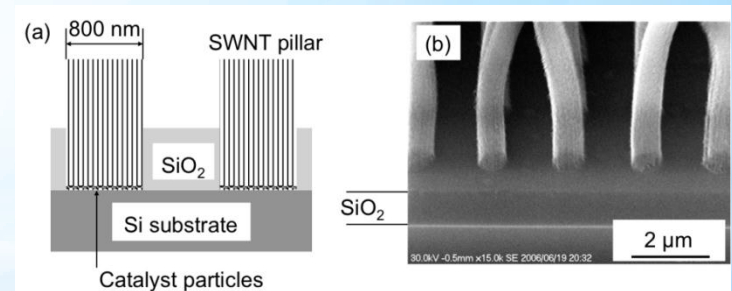 (a)
800 nm
SWNT pillar
SiO₂
Si substrate
Catalyst particles
(b)
SiO₂
2 μm
30.0kV -0.5mm x15.0k SE 2006/06/19 20:32